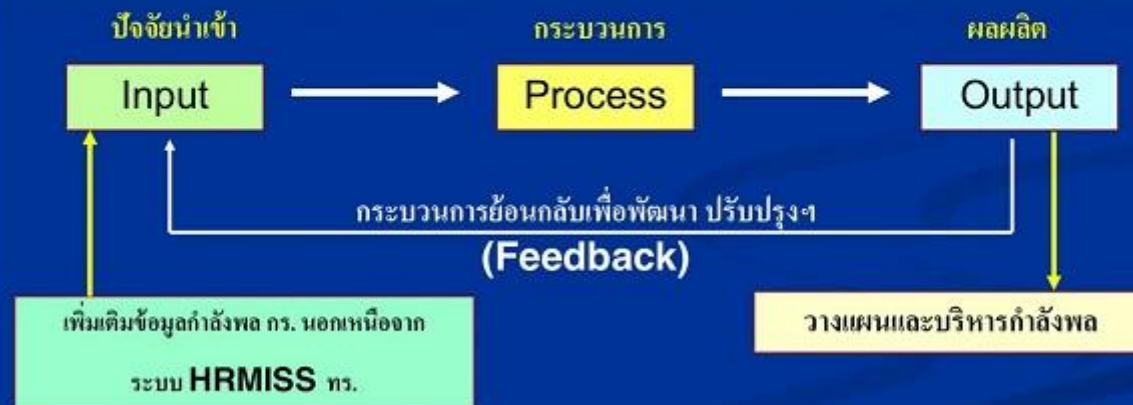 ปัจจัยนำเข้า
กระบวนการ
ผลผลิต
Input
Process
Output
กระบวนการย้อนกลับเพื่อพัฒนา ปรับปรุงฯ
(Feedback)
เพิ่มเติมข้อมูลกำลังพล กร. นอกเหนือจาก
ระบบ HRMISS ทร.
วางแผนและบริหารกำลังพล